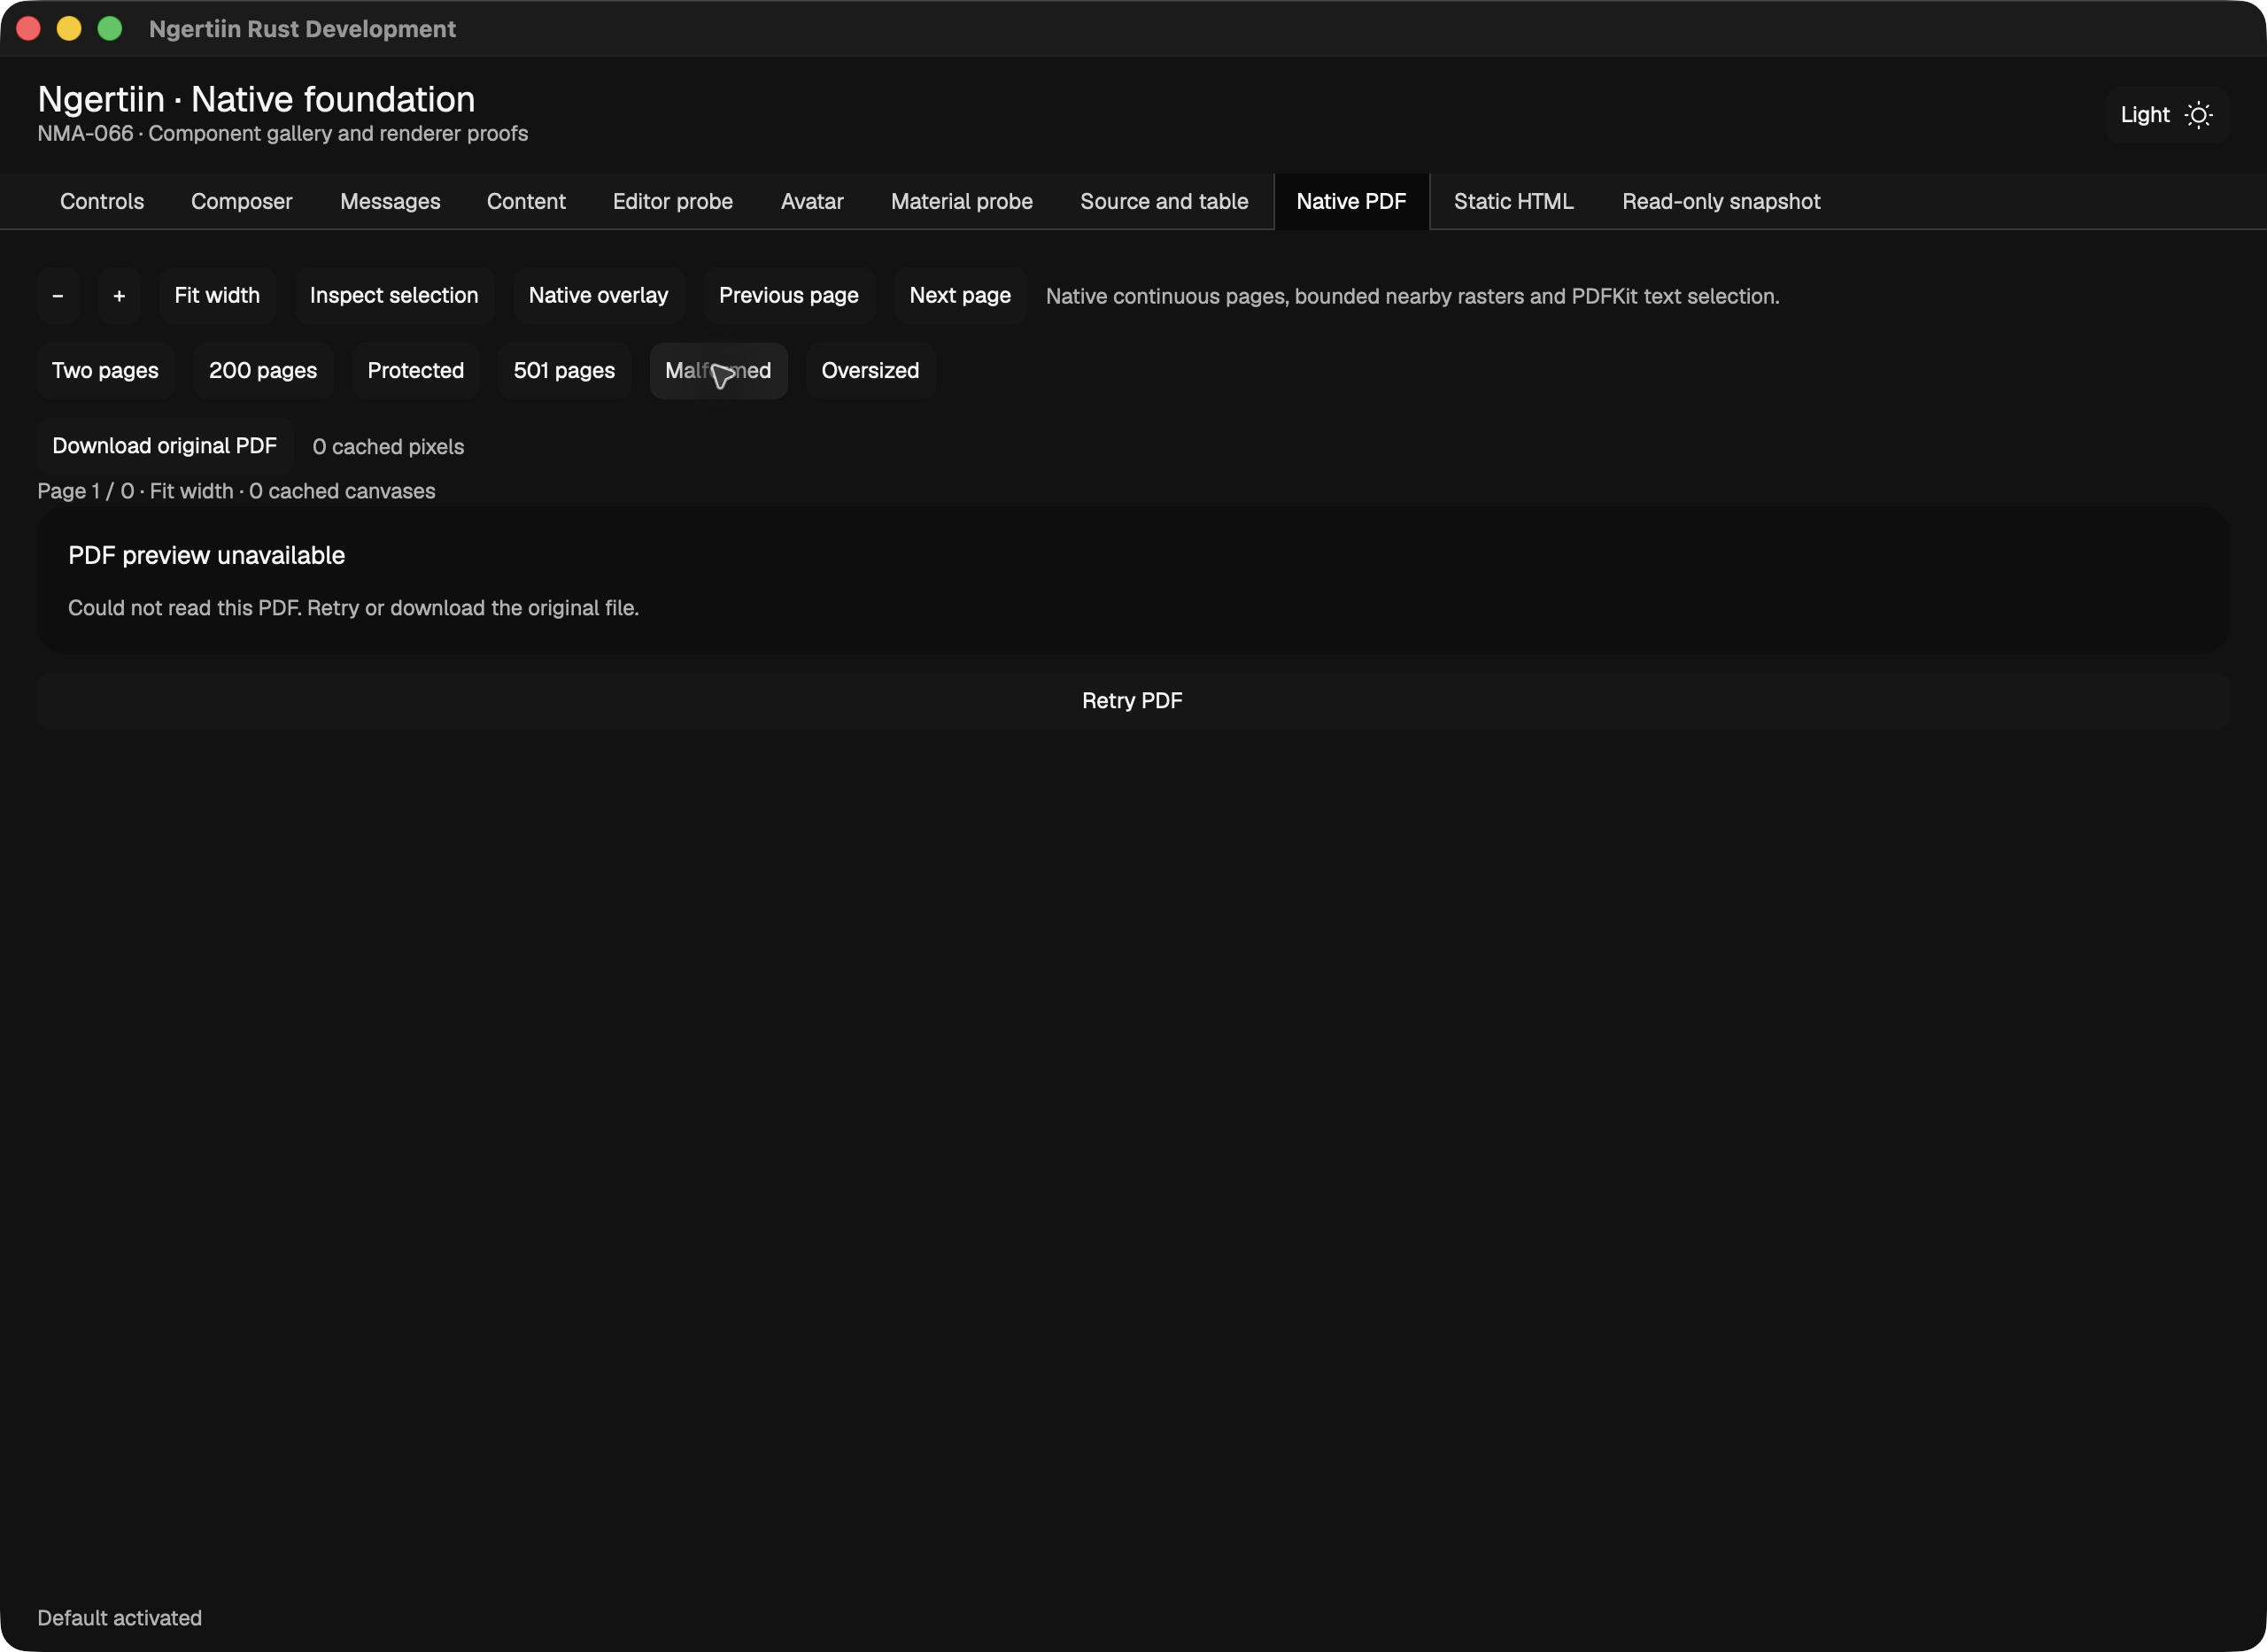 Ngertiin Rust Development
Ngertiin · Native foundation
NMA-066 · Component gallery and renderer proofs
Light
Controls Composer Messages Content Editor probe Avatar Material probe Source and table Native PDF Static HTML Read-only snapshot
− + Fit width Inspect selection Native overlay Previous page Next page Native continuous pages, bounded nearby rasters and PDFKit text selection.
Two pages 200 pages Protected 501 pages Malformed Oversized
Download original PDF 0 cached pixels
Page 1 / 0 · Fit width · 0 cached canvases
PDF preview unavailable
Could not read this PDF. Retry or download the original file.
Retry PDF
Default activated